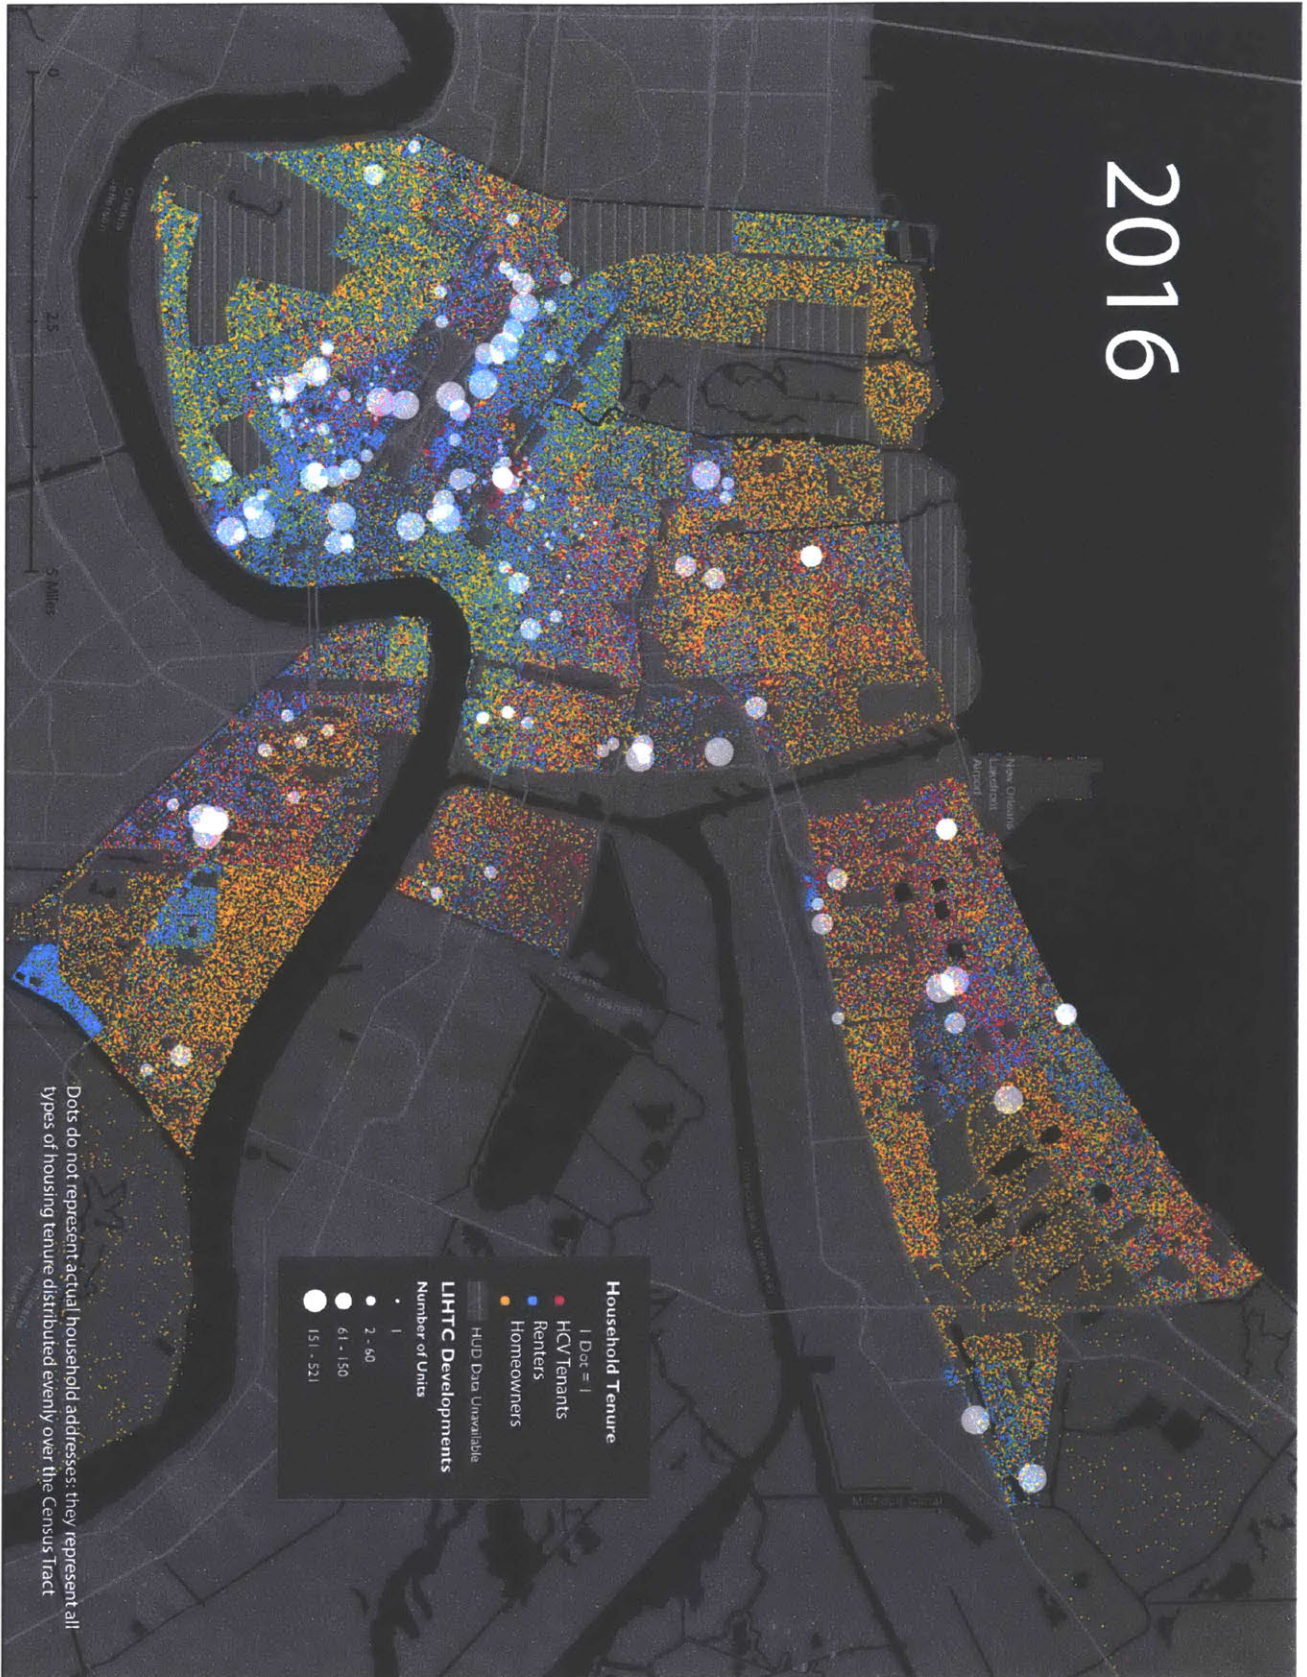 2016
New Orleans
Lakefront
Airport
Household Tenure
1 Dot = 1
HCV Tenants
Renters
Homeowners
HUD Data Unavailable
LIHTC Developments
Number of Units
1
2 - 60
61 - 150
151 - 521
Michoud Canal
0
2.5
5 Miles
Dots do not represent actual household addresses: they represent all
types of housing tenure distributed evenly over the Census Tract